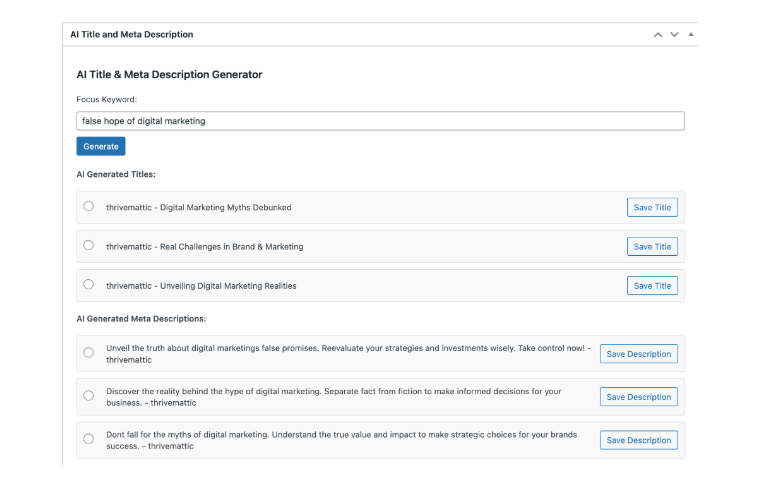 AI Title and Meta Description
AI Title & Meta Description Generator
Focus Keyword:
false hope of digital marketing
Generate
AI Generated Titles:
thrivemattic - Digital Marketing Myths Debunked
Save Title
thrivemattic - Real Challenges in Brand & Marketing
Save Title
thrivemattic - Unveiling Digital Marketing Realities
Save Title
AI Generated Meta Descriptions:
Unveil the truth about digital marketings false promises. Reevaluate your strategies and investments wisely. Take control now! -
thrivemattic
Save Description
Discover the reality behind the hype of digital marketing. Separate fact from fiction to make informed decisions for your
business. - thrivemattic
Save Description
Dont fall for the myths of digital marketing. Understand the true value and impact to make strategic choices for your brands
success. - thrivemattic
Save Description